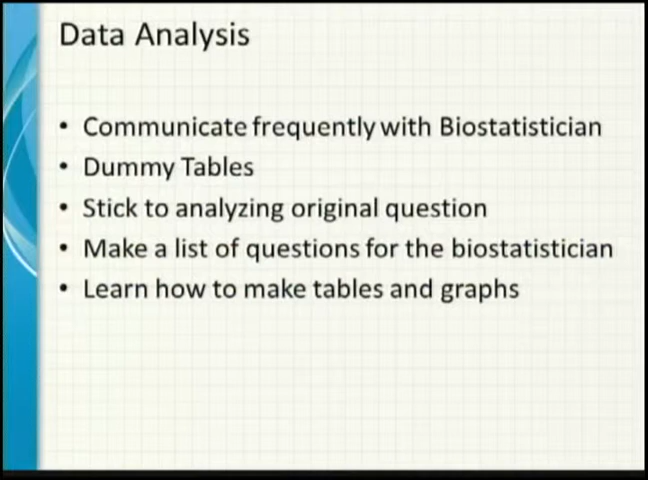 Data Analysis
• Communicate frequently with Biostatistician
• Dummy Tables
• Stick to analyzing original question
• Make a list of questions for the biostatistician
• Learn how to make tables and graphs